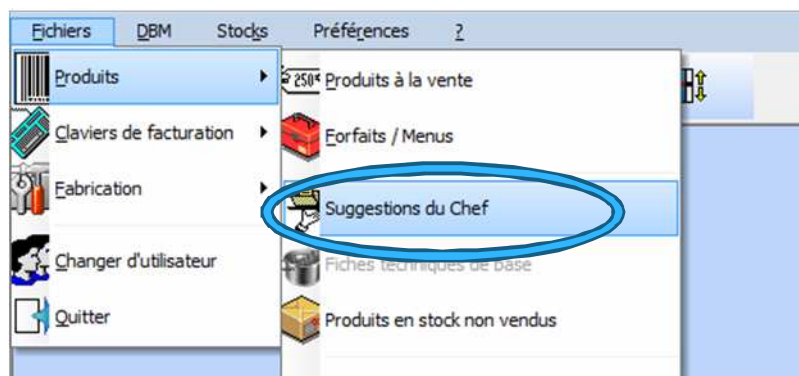 Fichiers DBM Stocks Préférences ?
Produits
Claviers de facturation
Fabrication
Changer d'utilisateur
Quitter
250€ Produits à la vente
Forfaits / Menus
Suggestions du Chef
Fiches techniques de base
Produits en stock non vendus